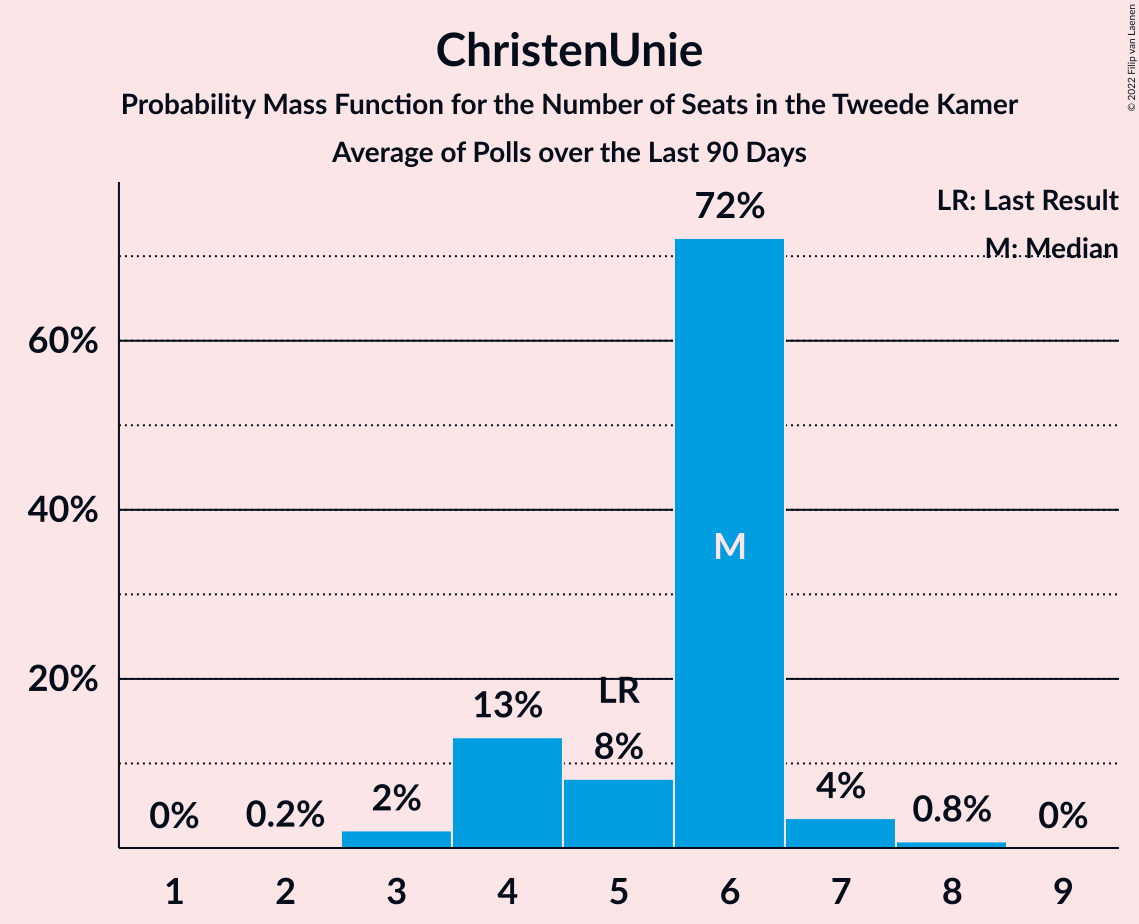 ChristenUnie
Probability Mass Function for the Number of Seats in the Tweede Kamer
Average of Polls over the Last 90 Days
© 2022 Filip van Laenen
LR: Last Result
M: Median
72%
60%
40%
M
20%
LR
13%
8%
4%
2%
0.8%
0.2%
0%
0%
1 2 3 4 5 6 7 8 9